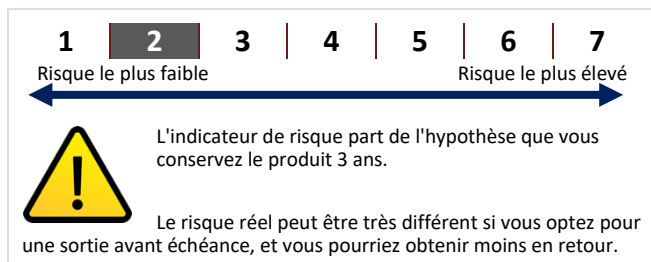 1 2 3 4 5 6 7
Risque le plus faible Risque le plus élevé
L'indicateur de risque part de l'hypothèse que vous
conservez le produit 3 ans.
Le risque réel peut être très différent si vous optez pour
une sortie avant échéance, et vous pourriez obtenir moins en retour.